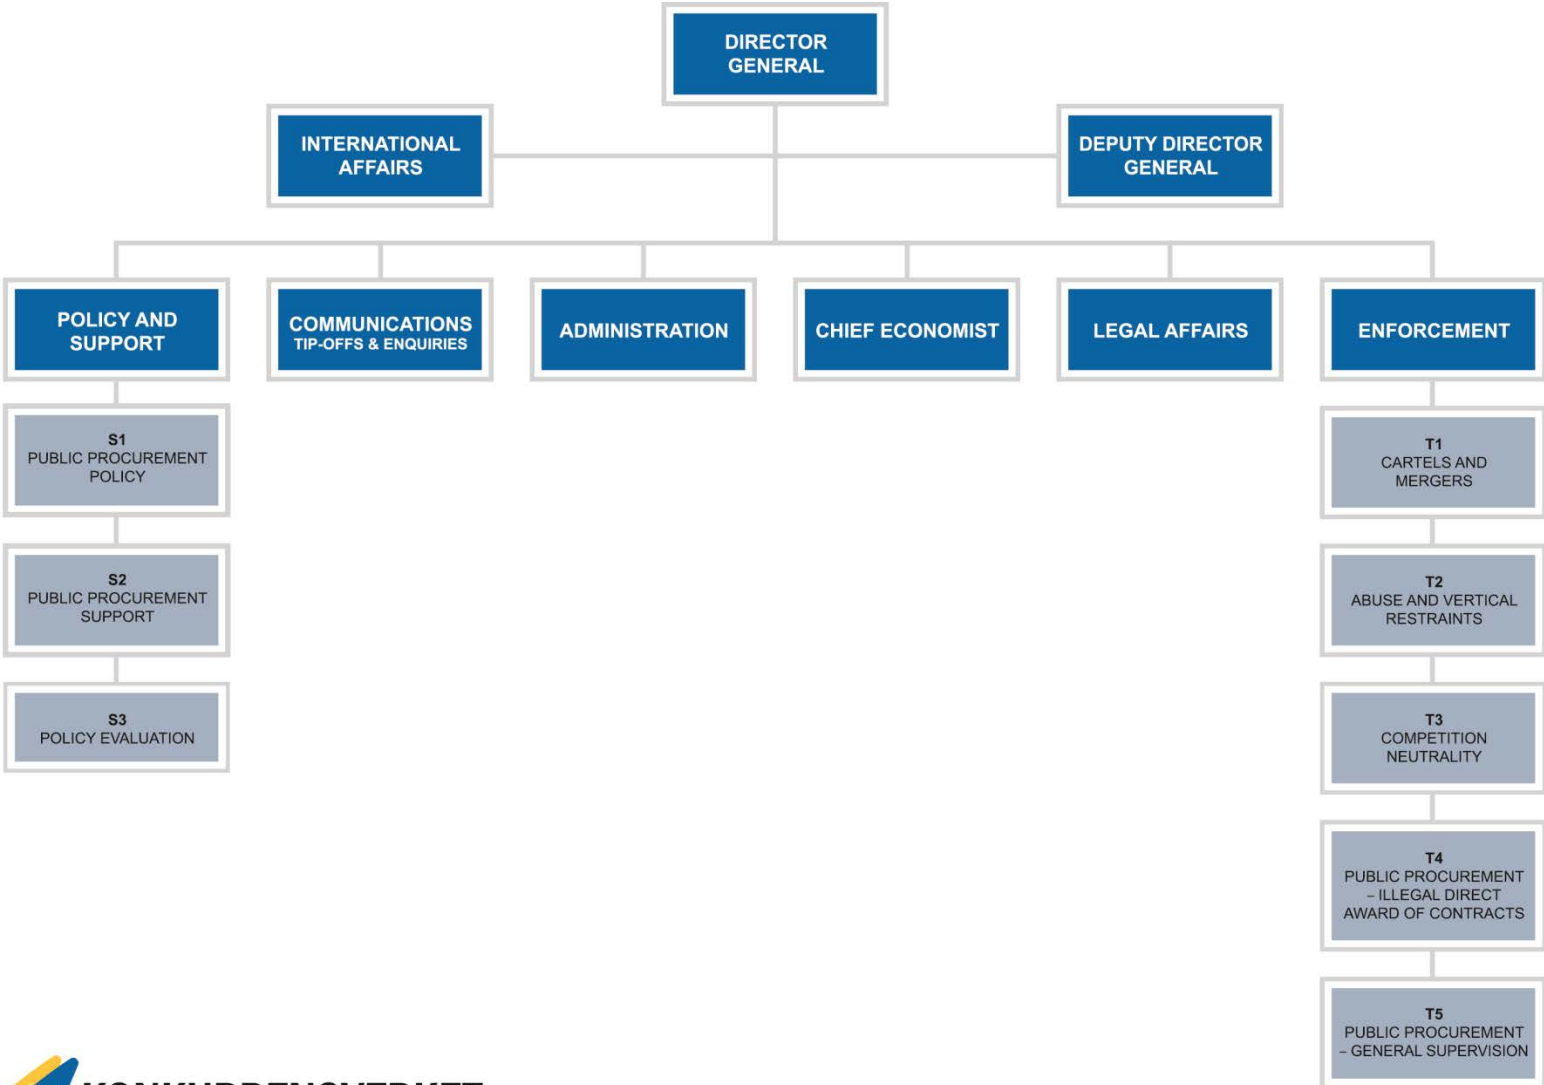 DIRECTOR
GENERAL
INTERNATIONAL
AFFAIRS
DEPUTY DIRECTOR
GENERAL
POLICY AND
SUPPORT
COMMUNICATIONS
TIP-OFFS & ENQUIRIES
ADMINISTRATION
CHIEF ECONOMIST
LEGAL AFFAIRS
ENFORCEMENT
S1
PUBLIC PROCUREMENT
POLICY
S2
PUBLIC PROCUREMENT
SUPPORT
S3
POLICY EVALUATION
T1
CARTELS AND
MERGERS
T2
ABUSE AND VERTICAL
RESTRAINTS
T3
COMPETITION
NEUTRALITY
T4
PUBLIC PROCUREMENT
– ILLEGAL DIRECT
AWARD OF CONTRACTS
T5
PUBLIC PROCUREMENT
– GENERAL SUPERVISION
KONKURRENSVERKET